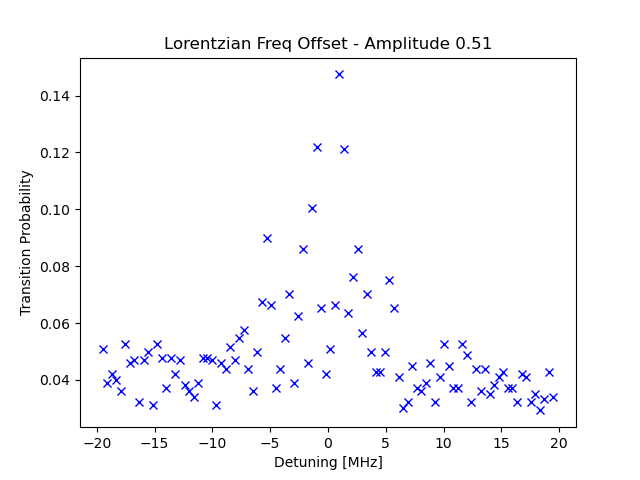 Lorentzian Freq Offset - Amplitude 0.51
Transition Probability
0.14
0.12
0.10
0.08
0.06
0.04
−20 −15 −10 −5 0 5 10 15 20
Detuning [MHz]